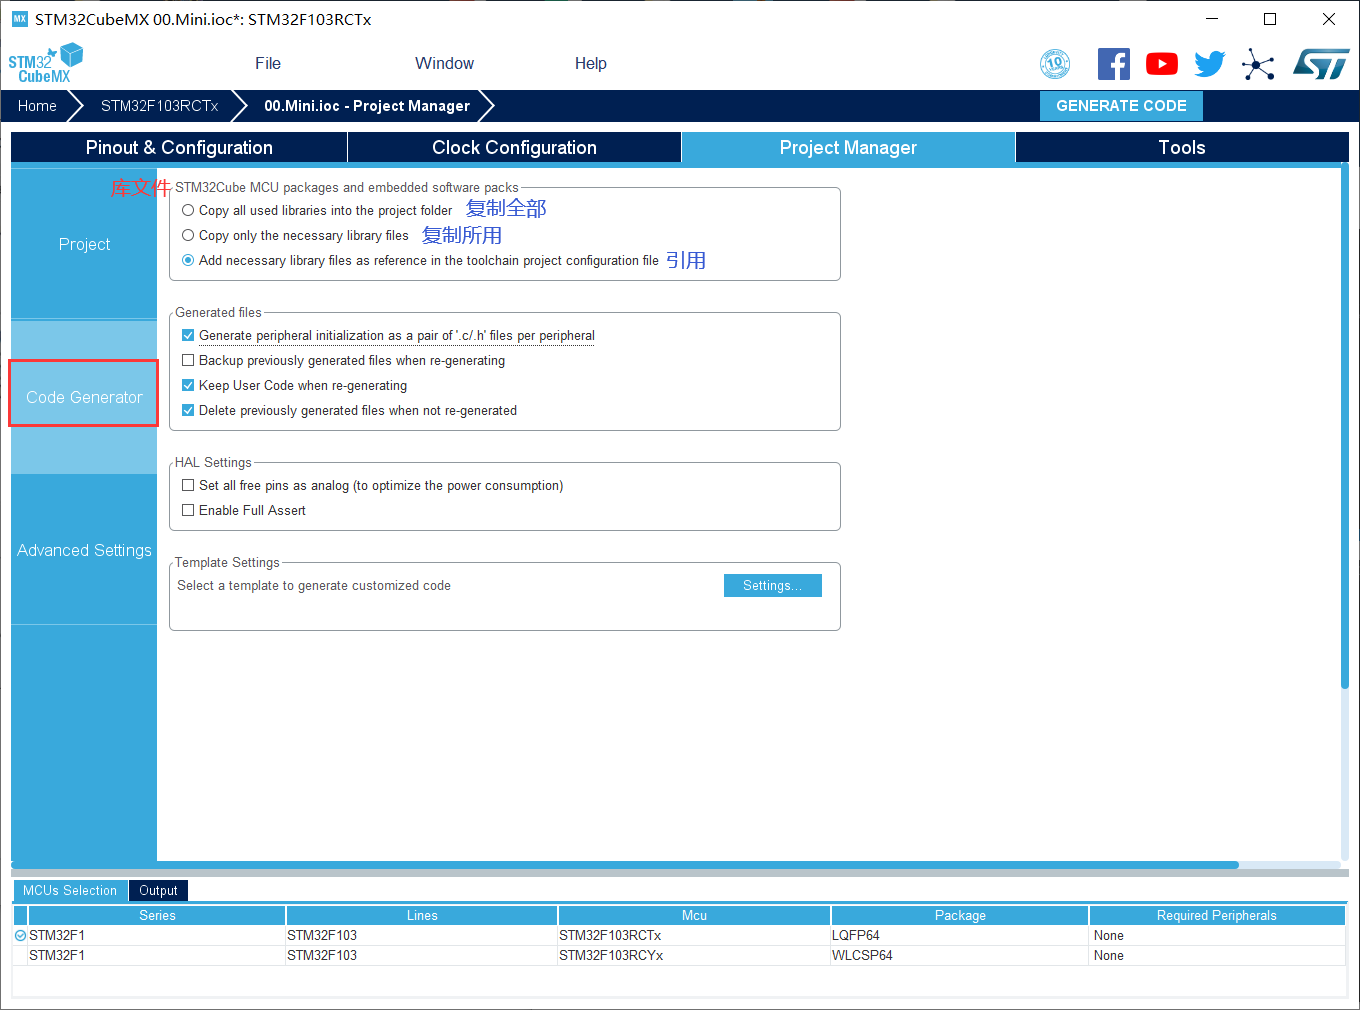 MX STM32CubeMX 00.Mini.ioc*: STM32F103RCTx
STM32
CubeMX
File
Window
Help
10
Home
STM32F103RCTx
00.Mini.ioc - Project Manager
GENERATE CODE
Pinout & Configuration
Clock Configuration
Project Manager
Tools
Project
Code Generator
Advanced Settings
库文件
STM32Cube MCU packages and embedded software packs
Copy all used libraries into the project folder 复制全部
Copy only the necessary library files 复制所用
Add necessary library files as reference in the toolchain project configuration file 引用
Generated files
Generate peripheral initialization as a pair of '.c/.h' files per peripheral
Backup previously generated files when re-generating
Keep User Code when re-generating
Delete previously generated files when not re-generated
HAL Settings
Set all free pins as analog (to optimize the power consumption)
Enable Full Assert
Template Settings
Select a template to generate customized code
Settings...
MCUs Selection
Output
Series Lines Mcu Package Required Peripherals
STM32F1 STM32F103 STM32F103RCTx LQFP64 None
STM32F1 STM32F103 STM32F103RCYx WLCSP64 None